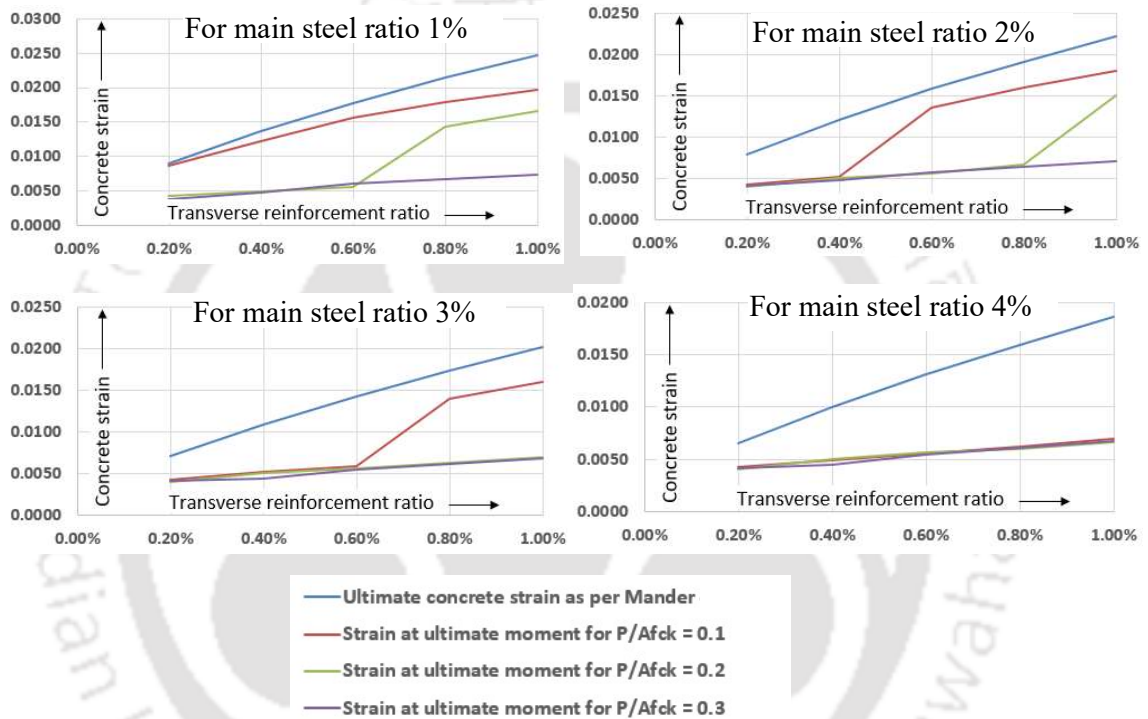 For main steel ratio 1%
0.0300
0.0250
0.0200
0.0150
0.0100
0.0050
0.0000
Concrete strain
Transverse reinforcement ratio
0.00% 0.20% 0.40% 0.60% 0.80% 1.00%
For main steel ratio 2%
0.0250
0.0200
0.0150
0.0100
0.0050
0.0000
Concrete strain
Transverse reinforcement ratio
0.00% 0.20% 0.40% 0.60% 0.80% 1.00%
For main steel ratio 3%
0.0250
0.0200
0.0150
0.0100
0.0050
0.0000
Concrete strain
Transverse reinforcement ratio
0.00% 0.20% 0.40% 0.60% 0.80% 1.00%
For main steel ratio 4%
0.0200
0.0150
0.0100
0.0050
0.0000
Concrete strain
Transverse reinforcement ratio
0.00% 0.20% 0.40% 0.60% 0.80% 1.00%
Ultimate concrete strain as per Mander
Strain at ultimate moment for P/Afck = 0.1
Strain at ultimate moment for P/Afck = 0.2
Strain at ultimate moment for P/Afck = 0.3